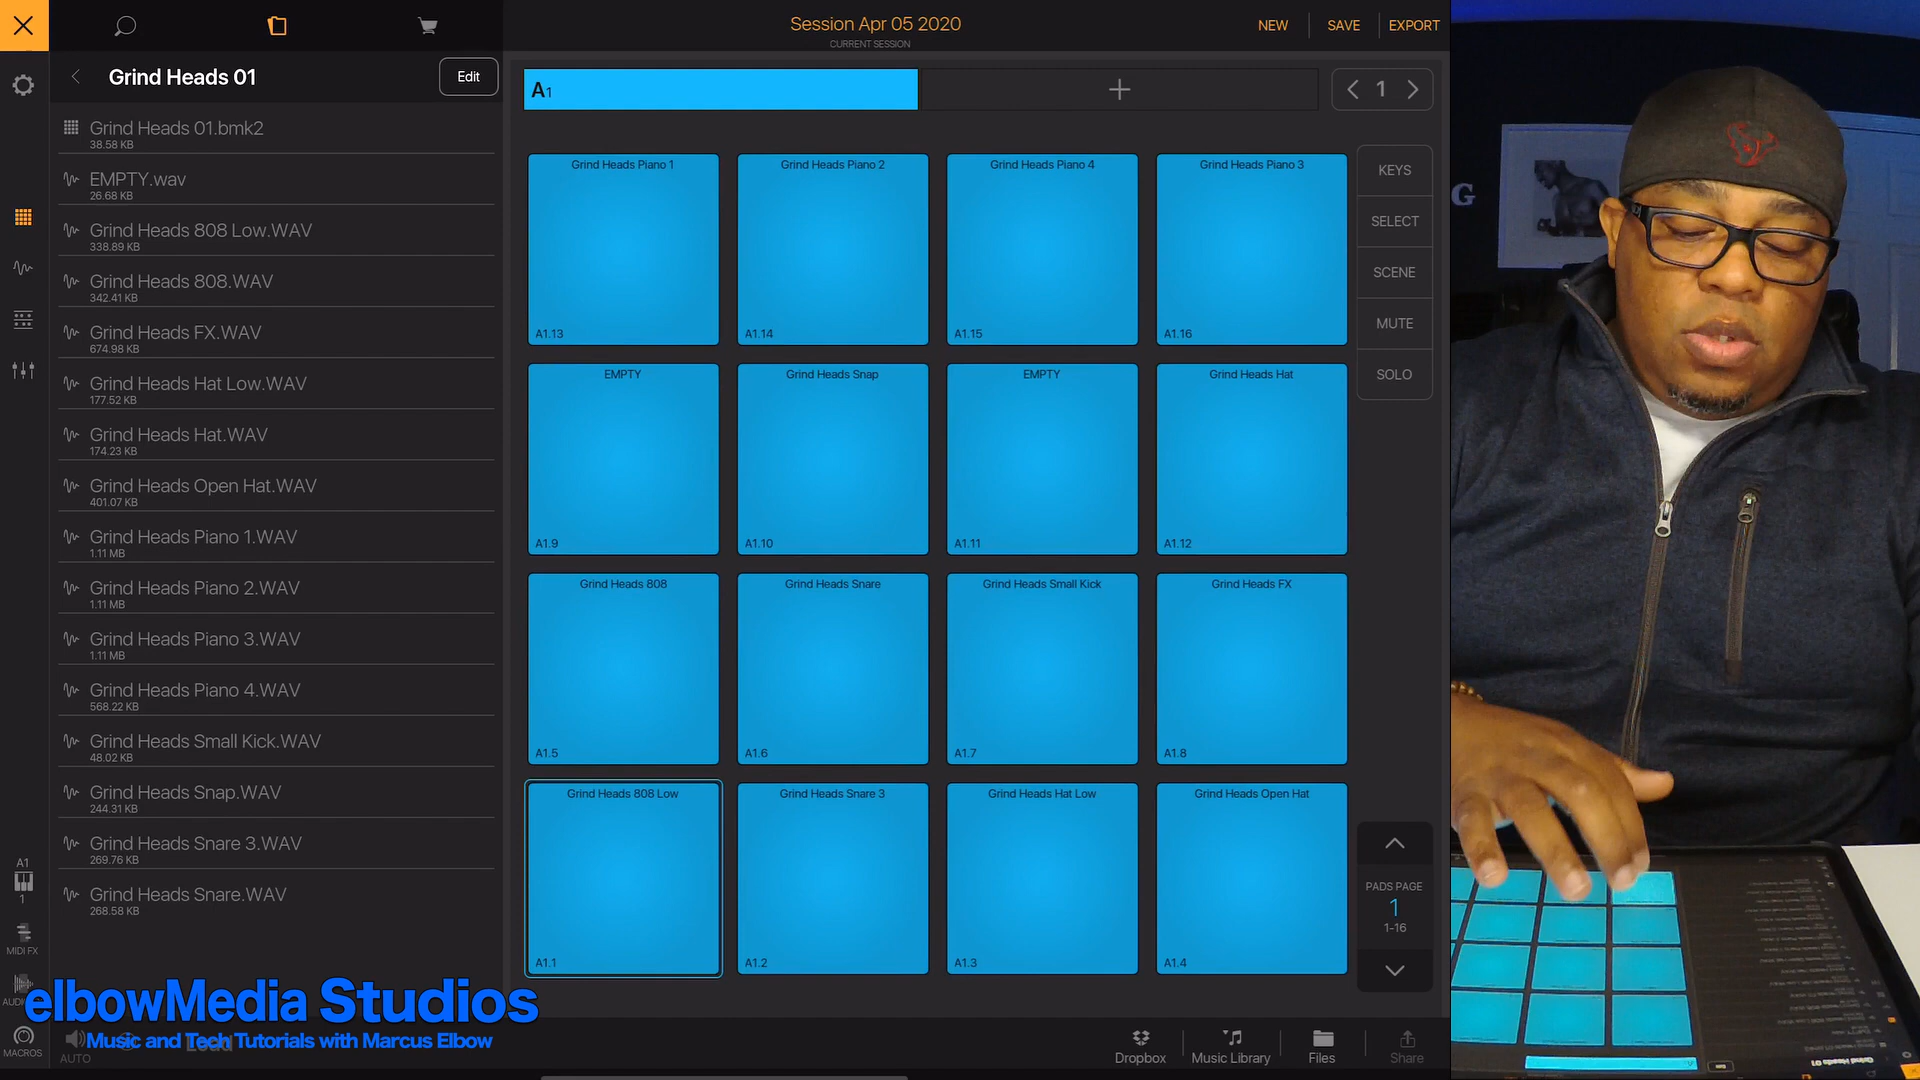 Session Apr 05 2020
CURRENT SESSION
NEW
SAVE
EXPORT
Grind Heads 01
Edit
A1
1
Grind Heads 01.bmk2
38.58 KB
EMPTY.wav
26.68 KB
Grind Heads 808 Low.WAV
338.89 KB
Grind Heads 808.WAV
342.41 KB
Grind Heads FX.WAV
674.98 KB
Grind Heads Hat Low.WAV
177.52 KB
Grind Heads Hat.WAV
174.23 KB
Grind Heads Open Hat.WAV
401.07 KB
Grind Heads Piano 1.WAV
1.11 MB
Grind Heads Piano 2.WAV
1.11 MB
Grind Heads Piano 3.WAV
1.11 MB
Grind Heads Piano 4.WAV
568.22 KB
Grind Heads Small Kick.WAV
48.02 KB
Grind Heads Snap.WAV
244.31 KB
Grind Heads Snare 3.WAV
269.76 KB
Grind Heads Snare.WAV
268.58 KB
Grind Heads Piano 1
A1.13
Grind Heads Piano 2
A1.14
Grind Heads Piano 4
A1.15
Grind Heads Piano 3
A1.16
EMPTY
A1.9
Grind Heads Snap
A1.10
EMPTY
A1.11
Grind Heads Hat
A1.12
Grind Heads 808
A1.5
Grind Heads Snare
A1.6
Grind Heads Small Kick
A1.7
Grind Heads FX
A1.8
Grind Heads 808 Low
A1.1
Grind Heads Snare 3
A1.2
Grind Heads Hat Low
A1.3
Grind Heads Open Hat
A1.4
KEYS
SELECT
SCENE
MUTE
SOLO
PADS PAGE
1
1-16
A1
1
MIDI FX
MACROS
AUTO
elbowMedia Studios
Music and Tech Tutorials with Marcus Elbow
Dropbox
Music Library
Files
Share
G